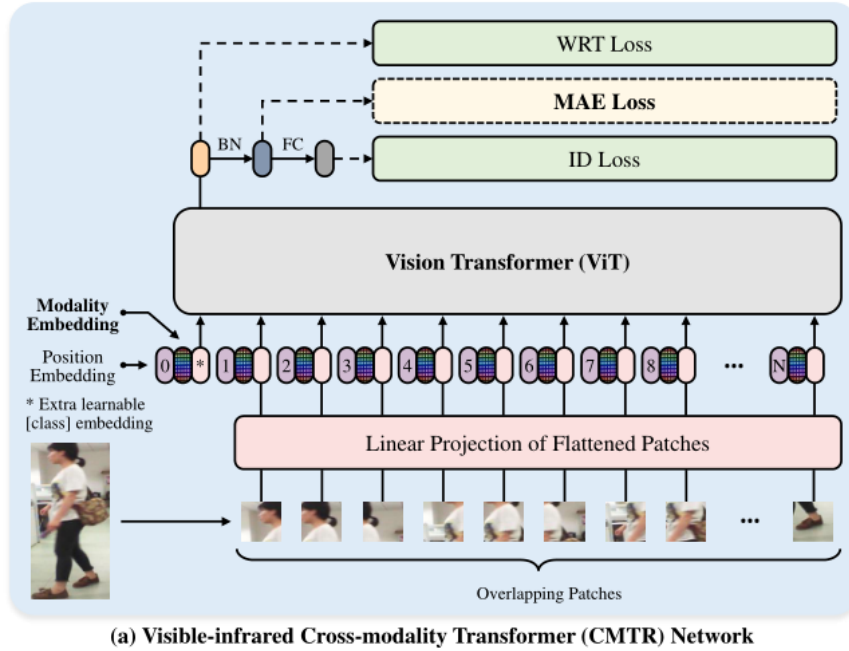 WRT Loss
MAE Loss
BN
FC
ID Loss
Vision Transformer (ViT)
Modality
Embedding
Position
Embedding
0 * 1 2 3 4 5 6 7 8 ... N
* Extra learnable
[class] embedding
Linear Projection of Flattened Patches
...
Overlapping Patches
(a) Visible-infrared Cross-modality Transformer (CMTR) Network